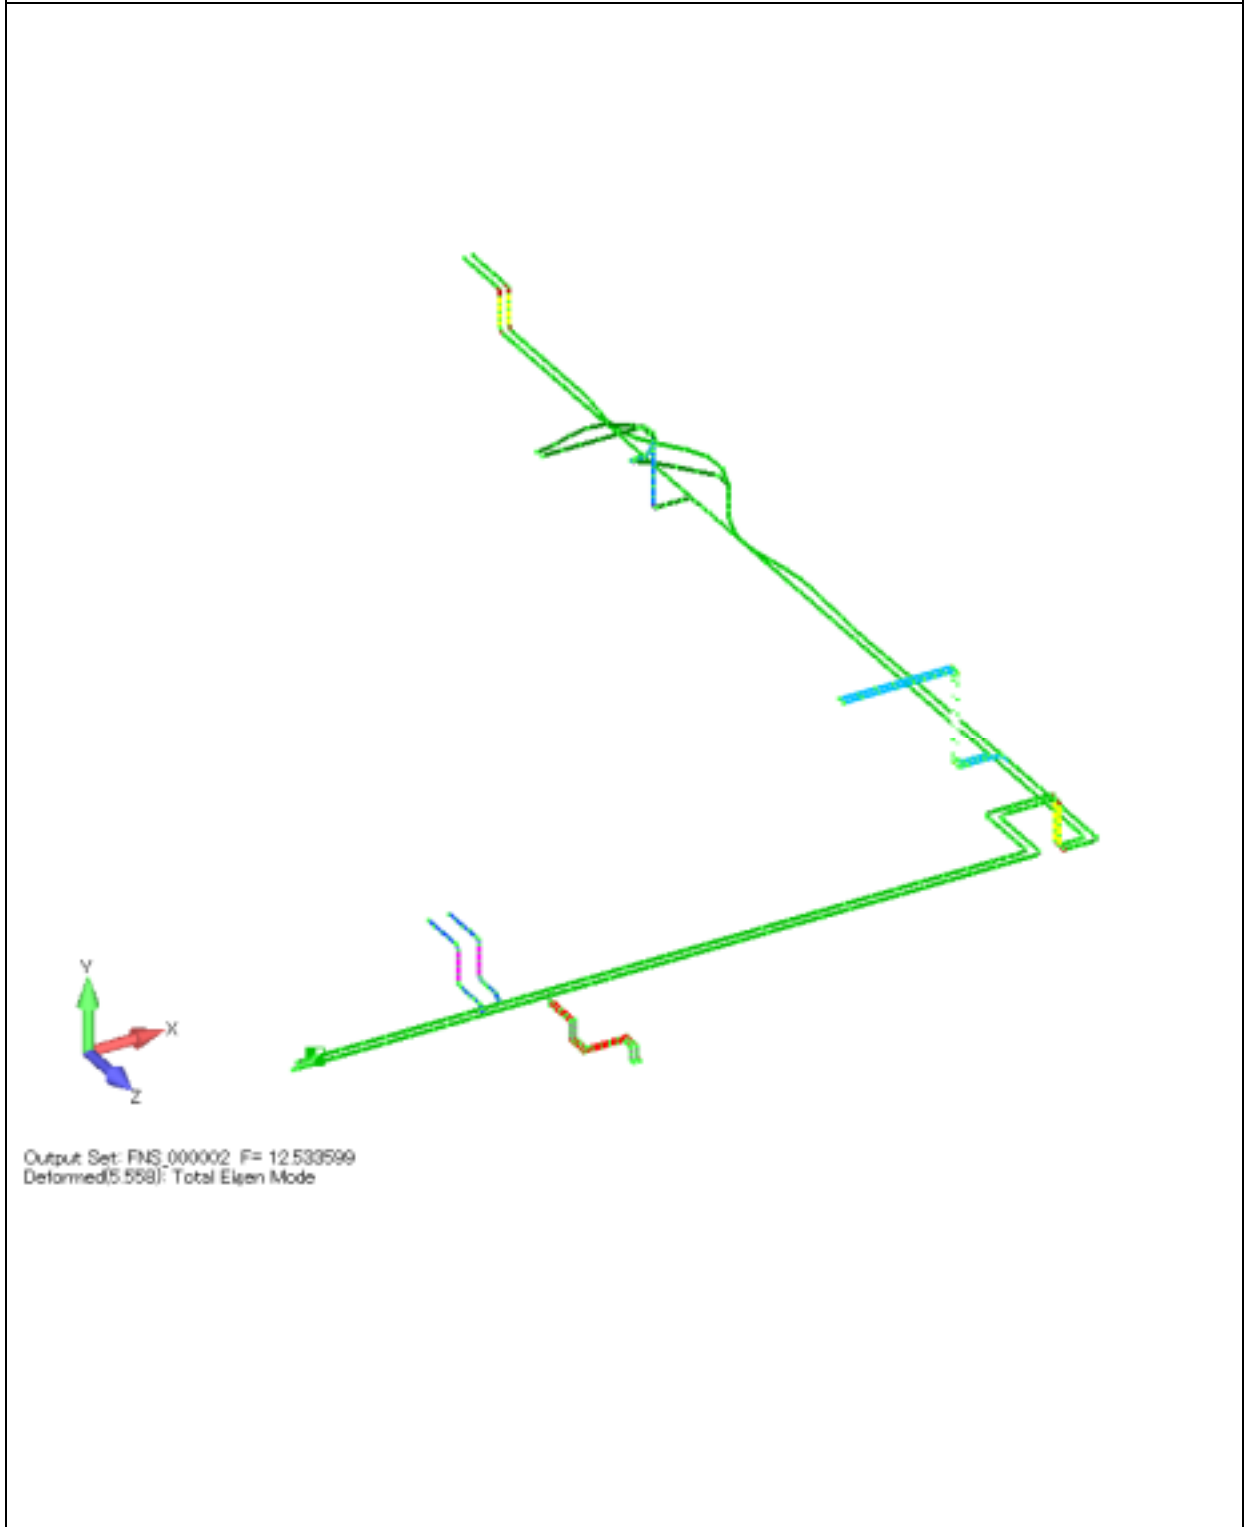 Y
X
Z
Output Set: FNS_000002 F= 12.533599
Deformed(5.558): Total Eigen Mode